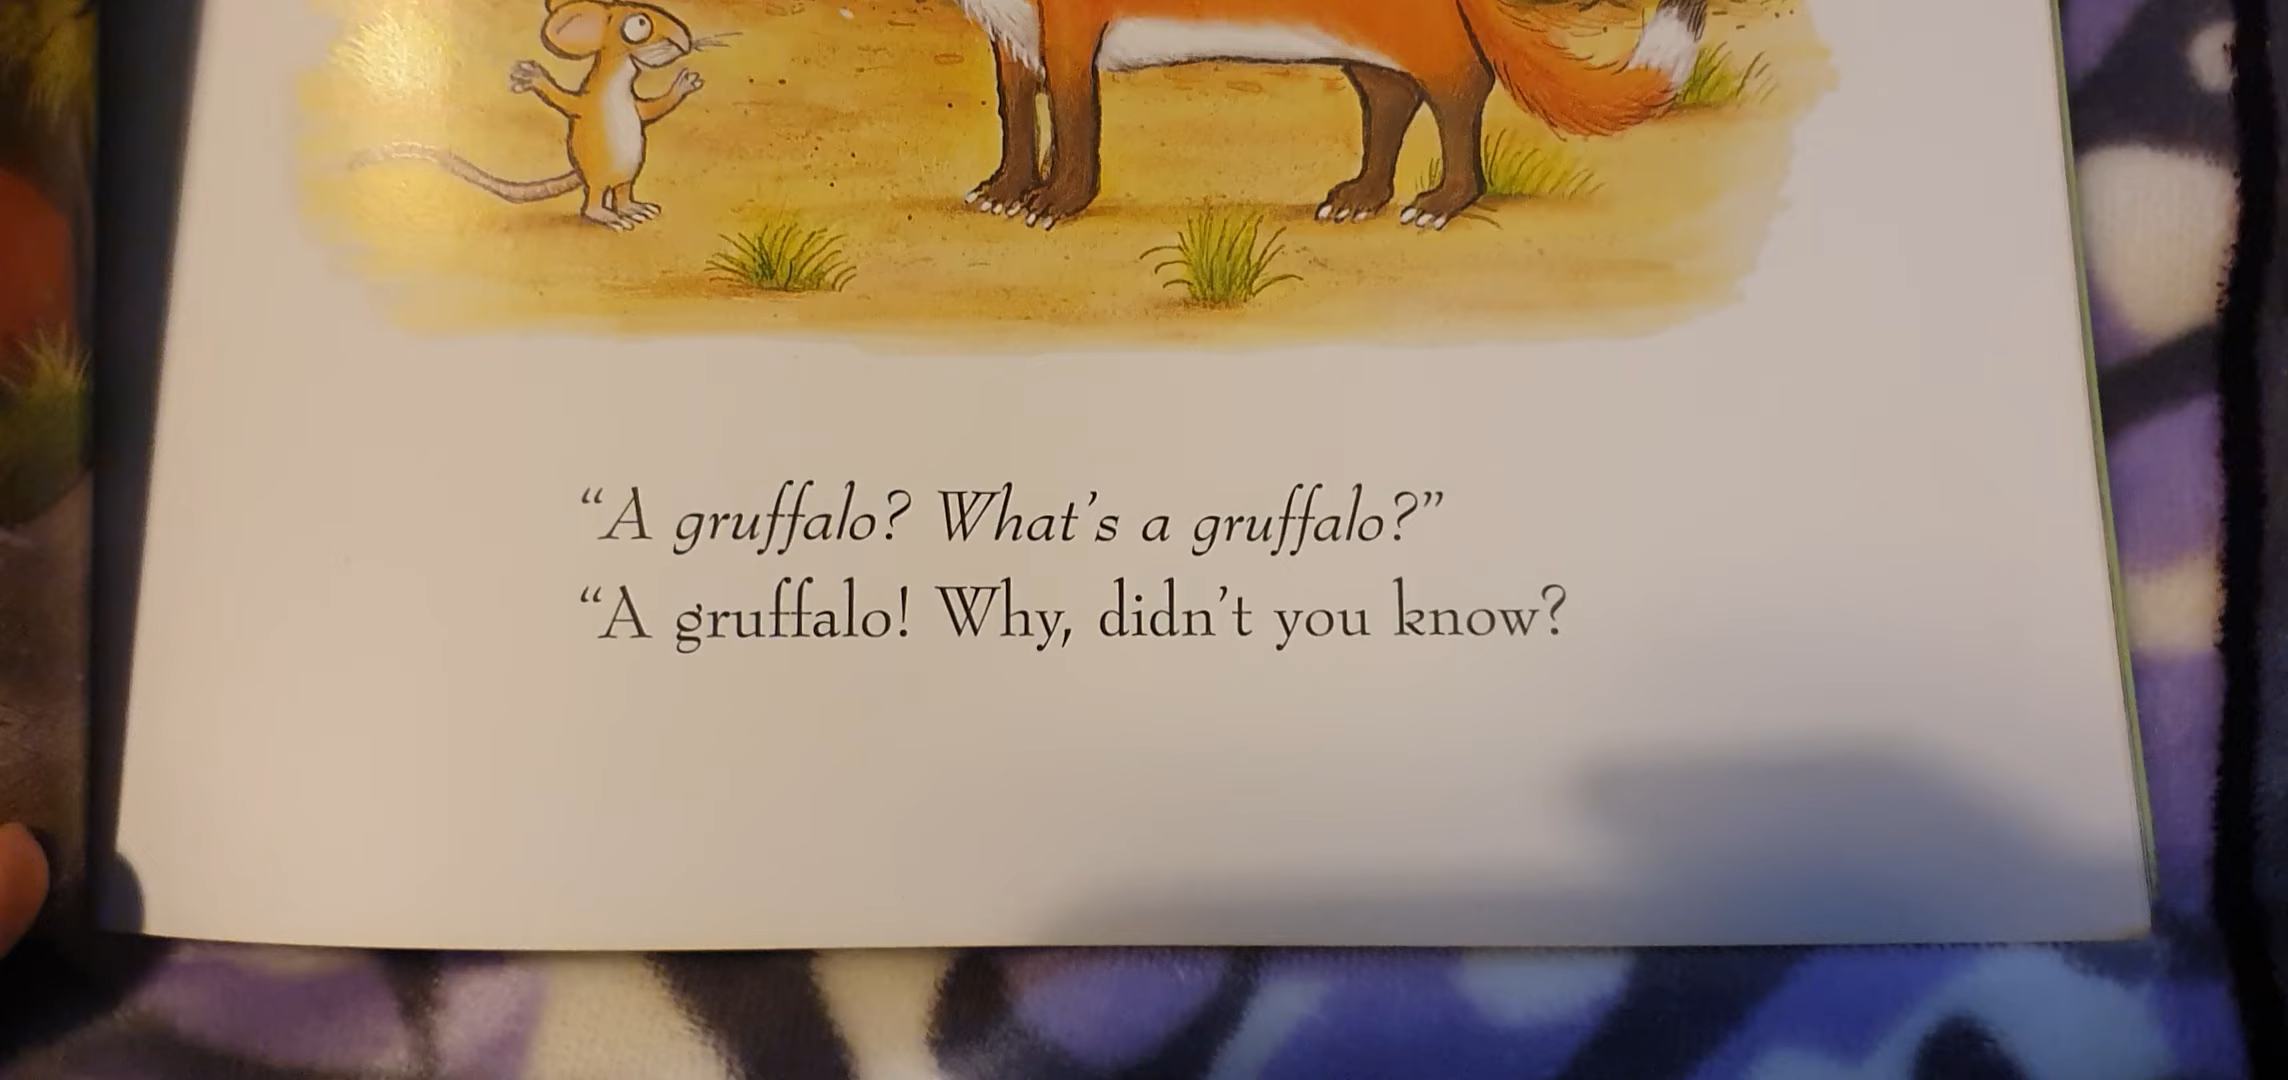 “A gruffalo? What’s a gruffalo?”
“A gruffalo! Why, didn’t you know?